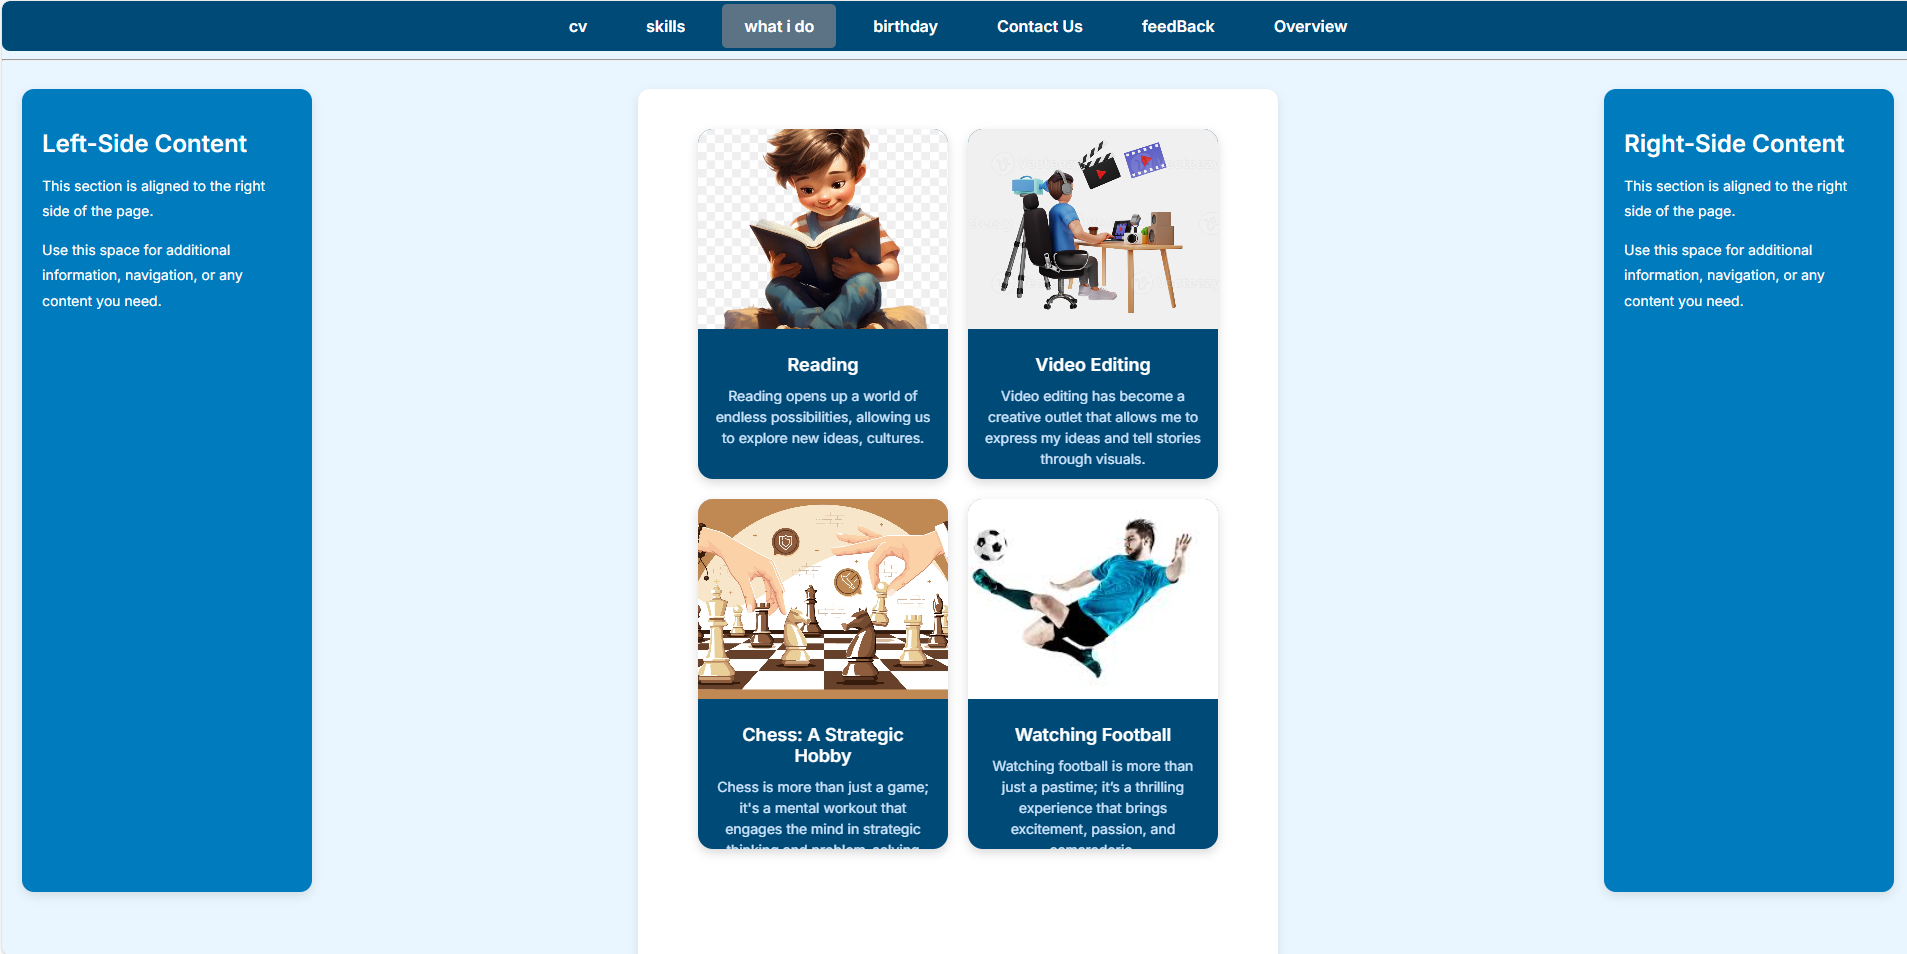 cv skills what i do birthday Contact Us feedBack Overview
Left-Side Content
This section is aligned to the right
side of the page.
Use this space for additional
information, navigation, or any
content you need.
Reading
Reading opens up a world of
endless possibilities, allowing us
to explore new ideas, cultures.
Video Editing
Video editing has become a
creative outlet that allows me to
express my ideas and tell stories
through visuals.
Chess: A Strategic
Hobby
Chess is more than just a game;
it's a mental workout that
engages the mind in strategic
thinking and problem-solving
Watching Football
Watching football is more than
just a pastime; it’s a thrilling
experience that brings
excitement, passion, and
Right-Side Content
This section is aligned to the right
side of the page.
Use this space for additional
information, navigation, or any
content you need.